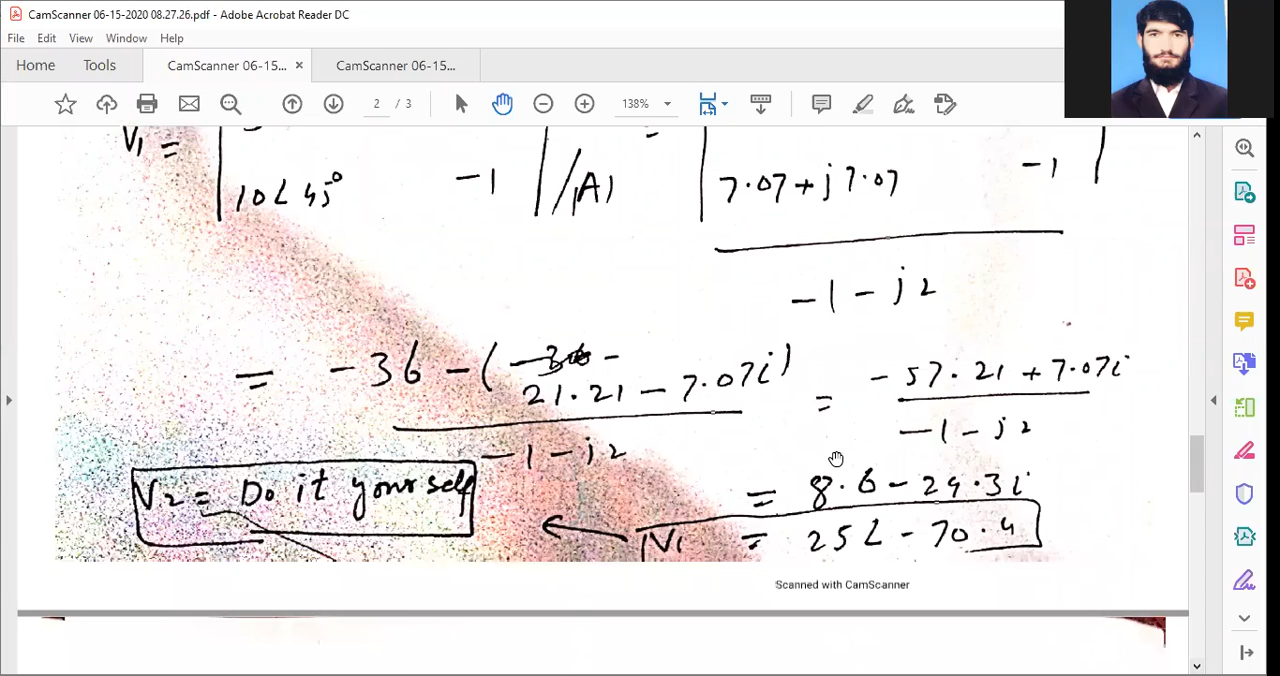 CamScanner 06-15-2020 08.27.26.pdf - Adobe Acrobat Reader DC
File Edit View Window Help
Home Tools CamScanner 06-15... × CamScanner 06-15...
2 / 3 138%
V1 = | | =
10∠45° -1 | / |A| 7.07 + j7.07 -1 |
-1 - j2
= -36 - (
21.21 - 7.07i) = -57.21 + 7.07i
-1 - j2 -1 - j2
V2 = Do it yourself = 8.6 - 24.3i
V1 = 25∠-70.4
Scanned with CamScanner